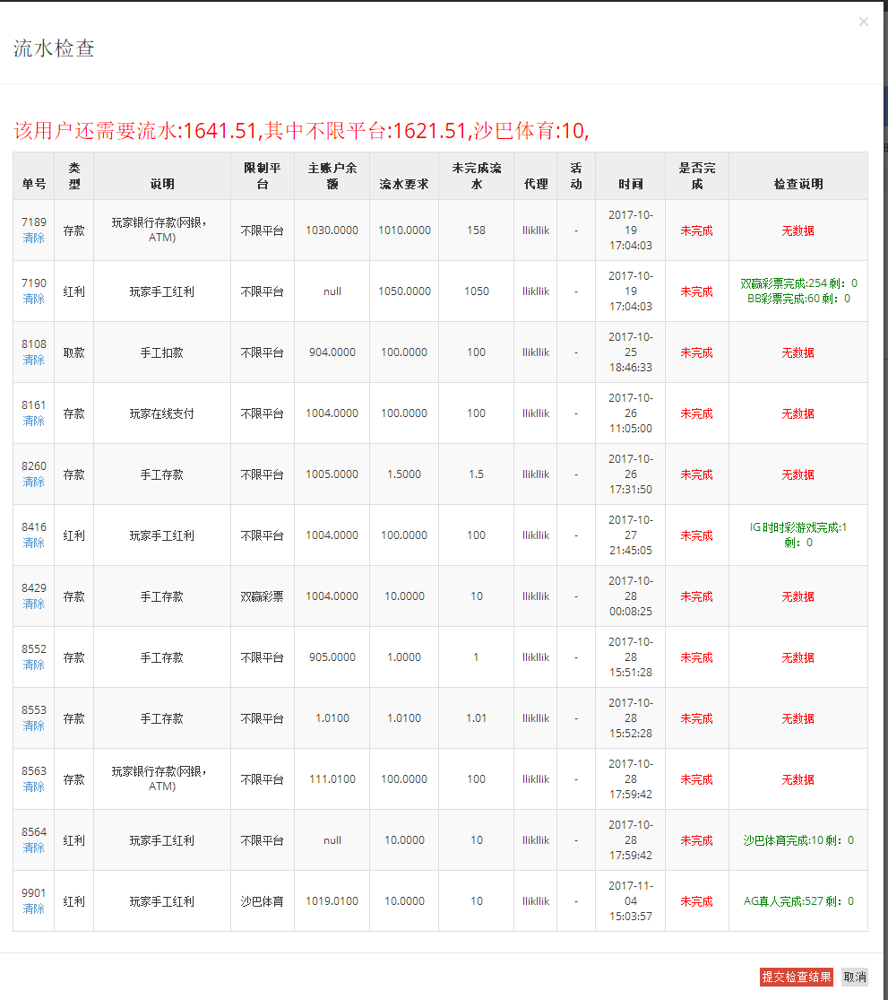 ×
流水检查
该用户还需要流水:1641.51,其中不限平台:1621.51,沙巴体育:10,
单号 类型 说明 限制平台 主账户余额 流水要求 未完成流水 代理 活动 时间 是否完成 检查说明
7189 清除 存款 玩家银行存款(网银，ATM) 不限平台 1030.0000 1010.0000 158 llikllik - 2017-10-19 17:04:03 未完成 无数据
7190 清除 红利 玩家手工红利 不限平台 null 1050.0000 1050 llikllik - 2017-10-19 17:04:03 未完成 双赢彩票完成:254 剩：0 BB彩票完成:60 剩：0
8108 清除 取款 手工扣款 不限平台 904.0000 100.0000 100 llikllik - 2017-10-25 18:46:33 未完成 无数据
8161 清除 存款 玩家在线支付 不限平台 1004.0000 100.0000 100 llikllik - 2017-10-26 11:05:00 未完成 无数据
8260 清除 存款 手工存款 不限平台 1005.0000 1.5000 1.5 llikllik - 2017-10-26 17:31:50 未完成 无数据
8416 清除 红利 玩家手工红利 不限平台 1004.0000 100.0000 100 llikllik - 2017-10-27 21:45:05 未完成 IG时时彩游戏完成:1 剩：0
8429 清除 存款 手工存款 双赢彩票 1004.0000 10.0000 10 llikllik - 2017-10-28 00:08:25 未完成 无数据
8552 清除 存款 手工存款 不限平台 905.0000 1.0000 1 llikllik - 2017-10-28 15:51:28 未完成 无数据
8553 清除 存款 手工存款 不限平台 1.0100 1.0100 1.01 llikllik - 2017-10-28 15:52:28 未完成 无数据
8563 清除 存款 玩家银行存款(网银，ATM) 不限平台 111.0100 100.0000 100 llikllik - 2017-10-28 17:59:42 未完成 无数据
8564 清除 红利 玩家手工红利 不限平台 null 10.0000 10 llikllik - 2017-10-28 17:59:42 未完成 沙巴体育完成:10 剩：0
9901 清除 红利 玩家手工红利 沙巴体育 1019.0100 10.0000 10 llikllik - 2017-11-04 15:03:57 未完成 AG真人完成:527 剩：0
提交检查结果 取消